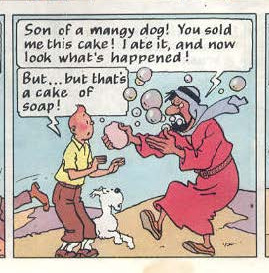 Son of a mangy dog! You sold
me this cake! I ate it, and now
look what's happened!
But...but that's
a cake of
soap!